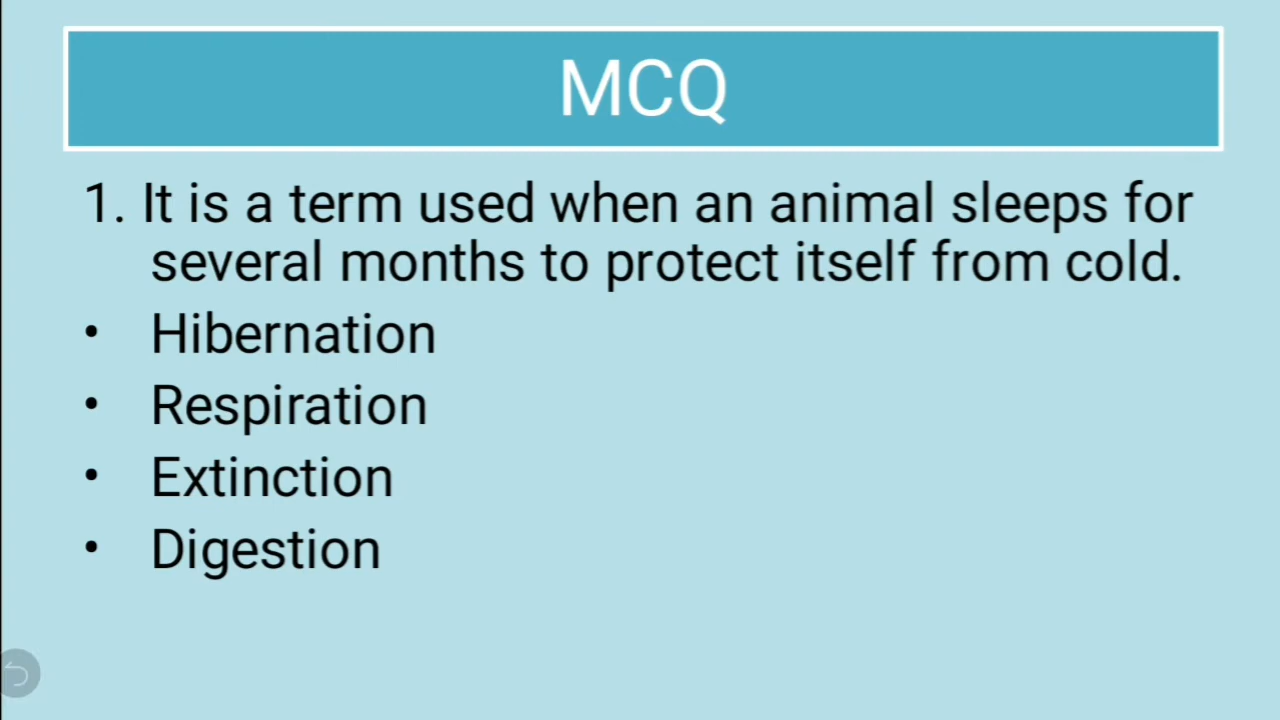 MCQ
1. It is a term used when an animal sleeps for
several months to protect itself from cold.
• Hibernation
• Respiration
• Extinction
• Digestion